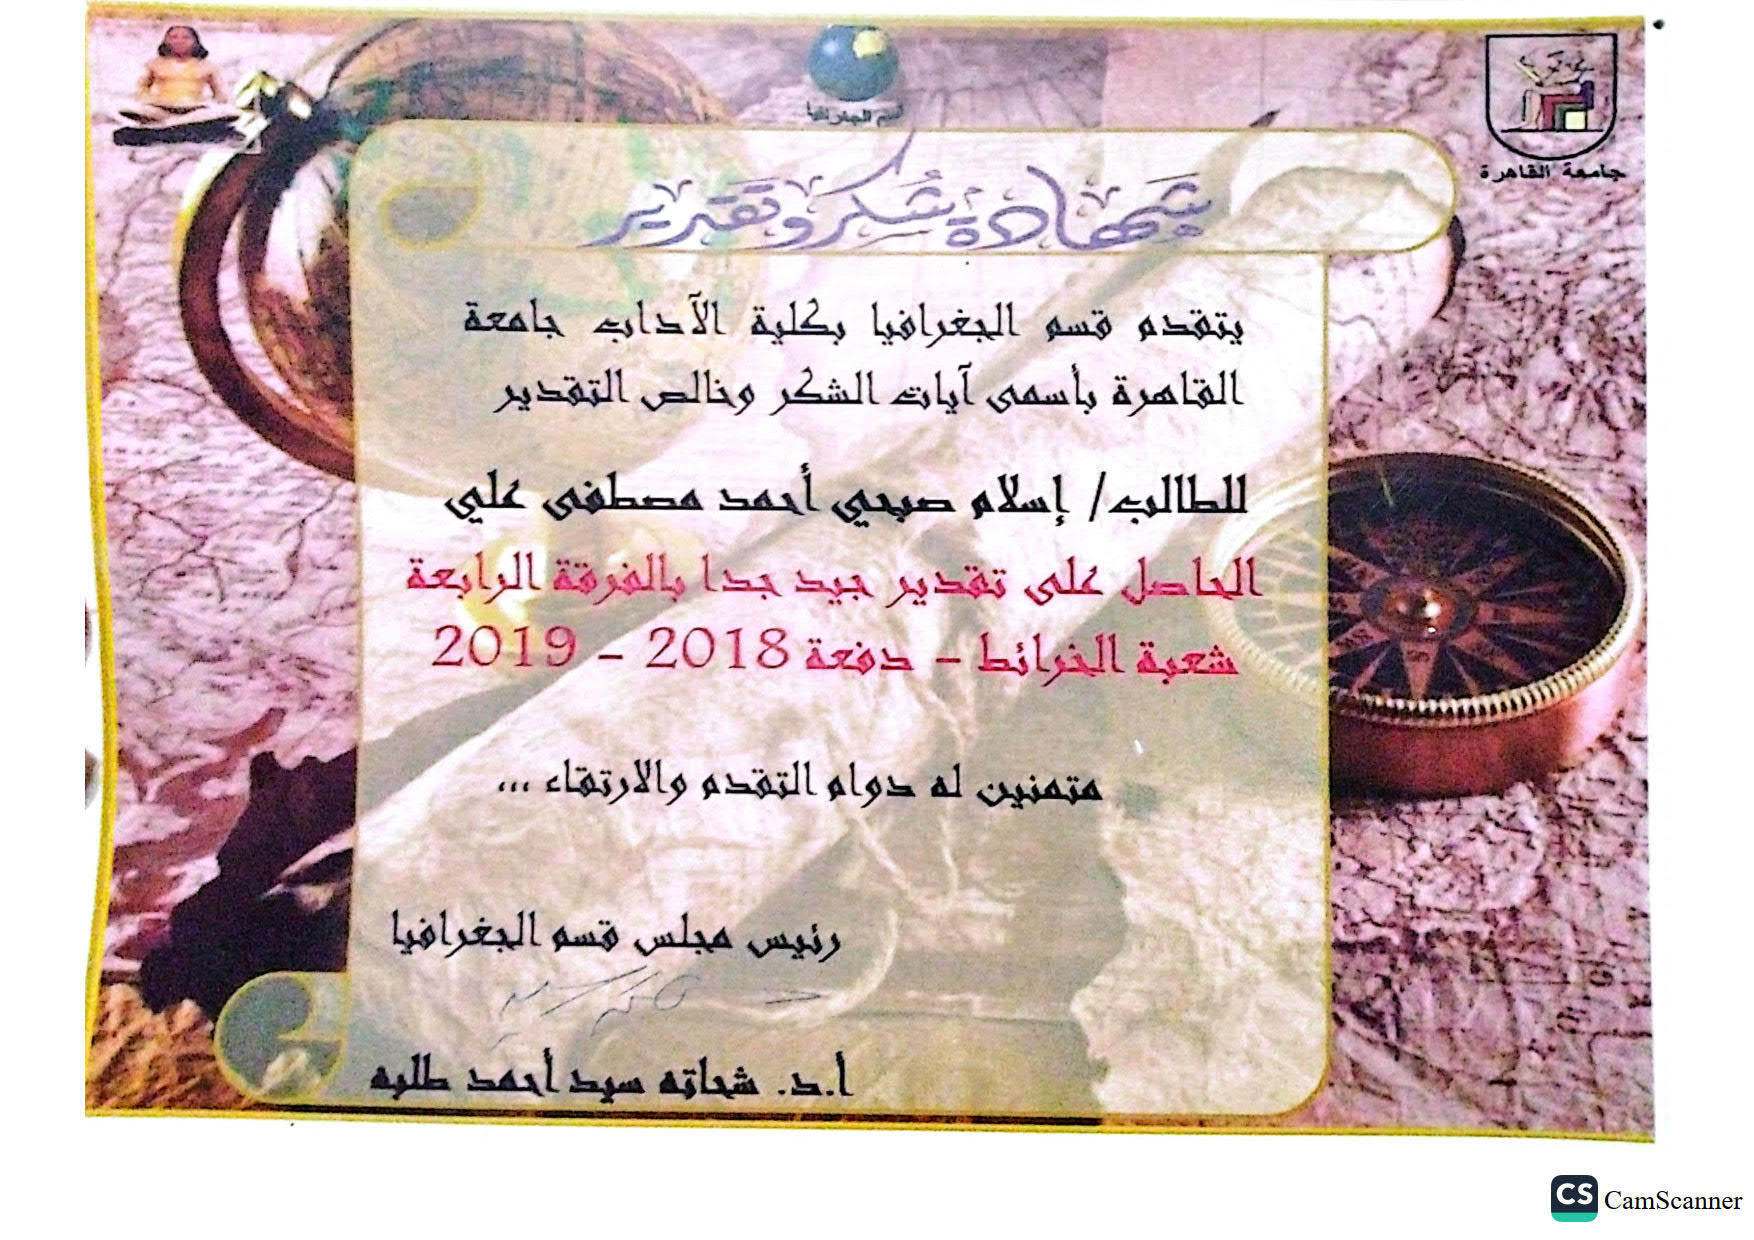 قسم الجغرافيا
جامعة القاهرة
شهادة شكر وتقدير
يتقدم قسم الجغرافيا بكلية الآداب جامعة
القاهرة بأسمى آيات الشكر وخالص التقدير
للطالب/ إسلام صبحي أحمد مصطفى علي
الحاصل على تقدير جيد جدا بالفرقة الرابعة
شعبة الخرائط - دفعة 2018 - 2019
متمنين له دوام التقدم والارتقاء ...
رئيس مجلس قسم الجغرافيا
أ.د. شحاته سيد أحمد طلبه
CS CamScanner